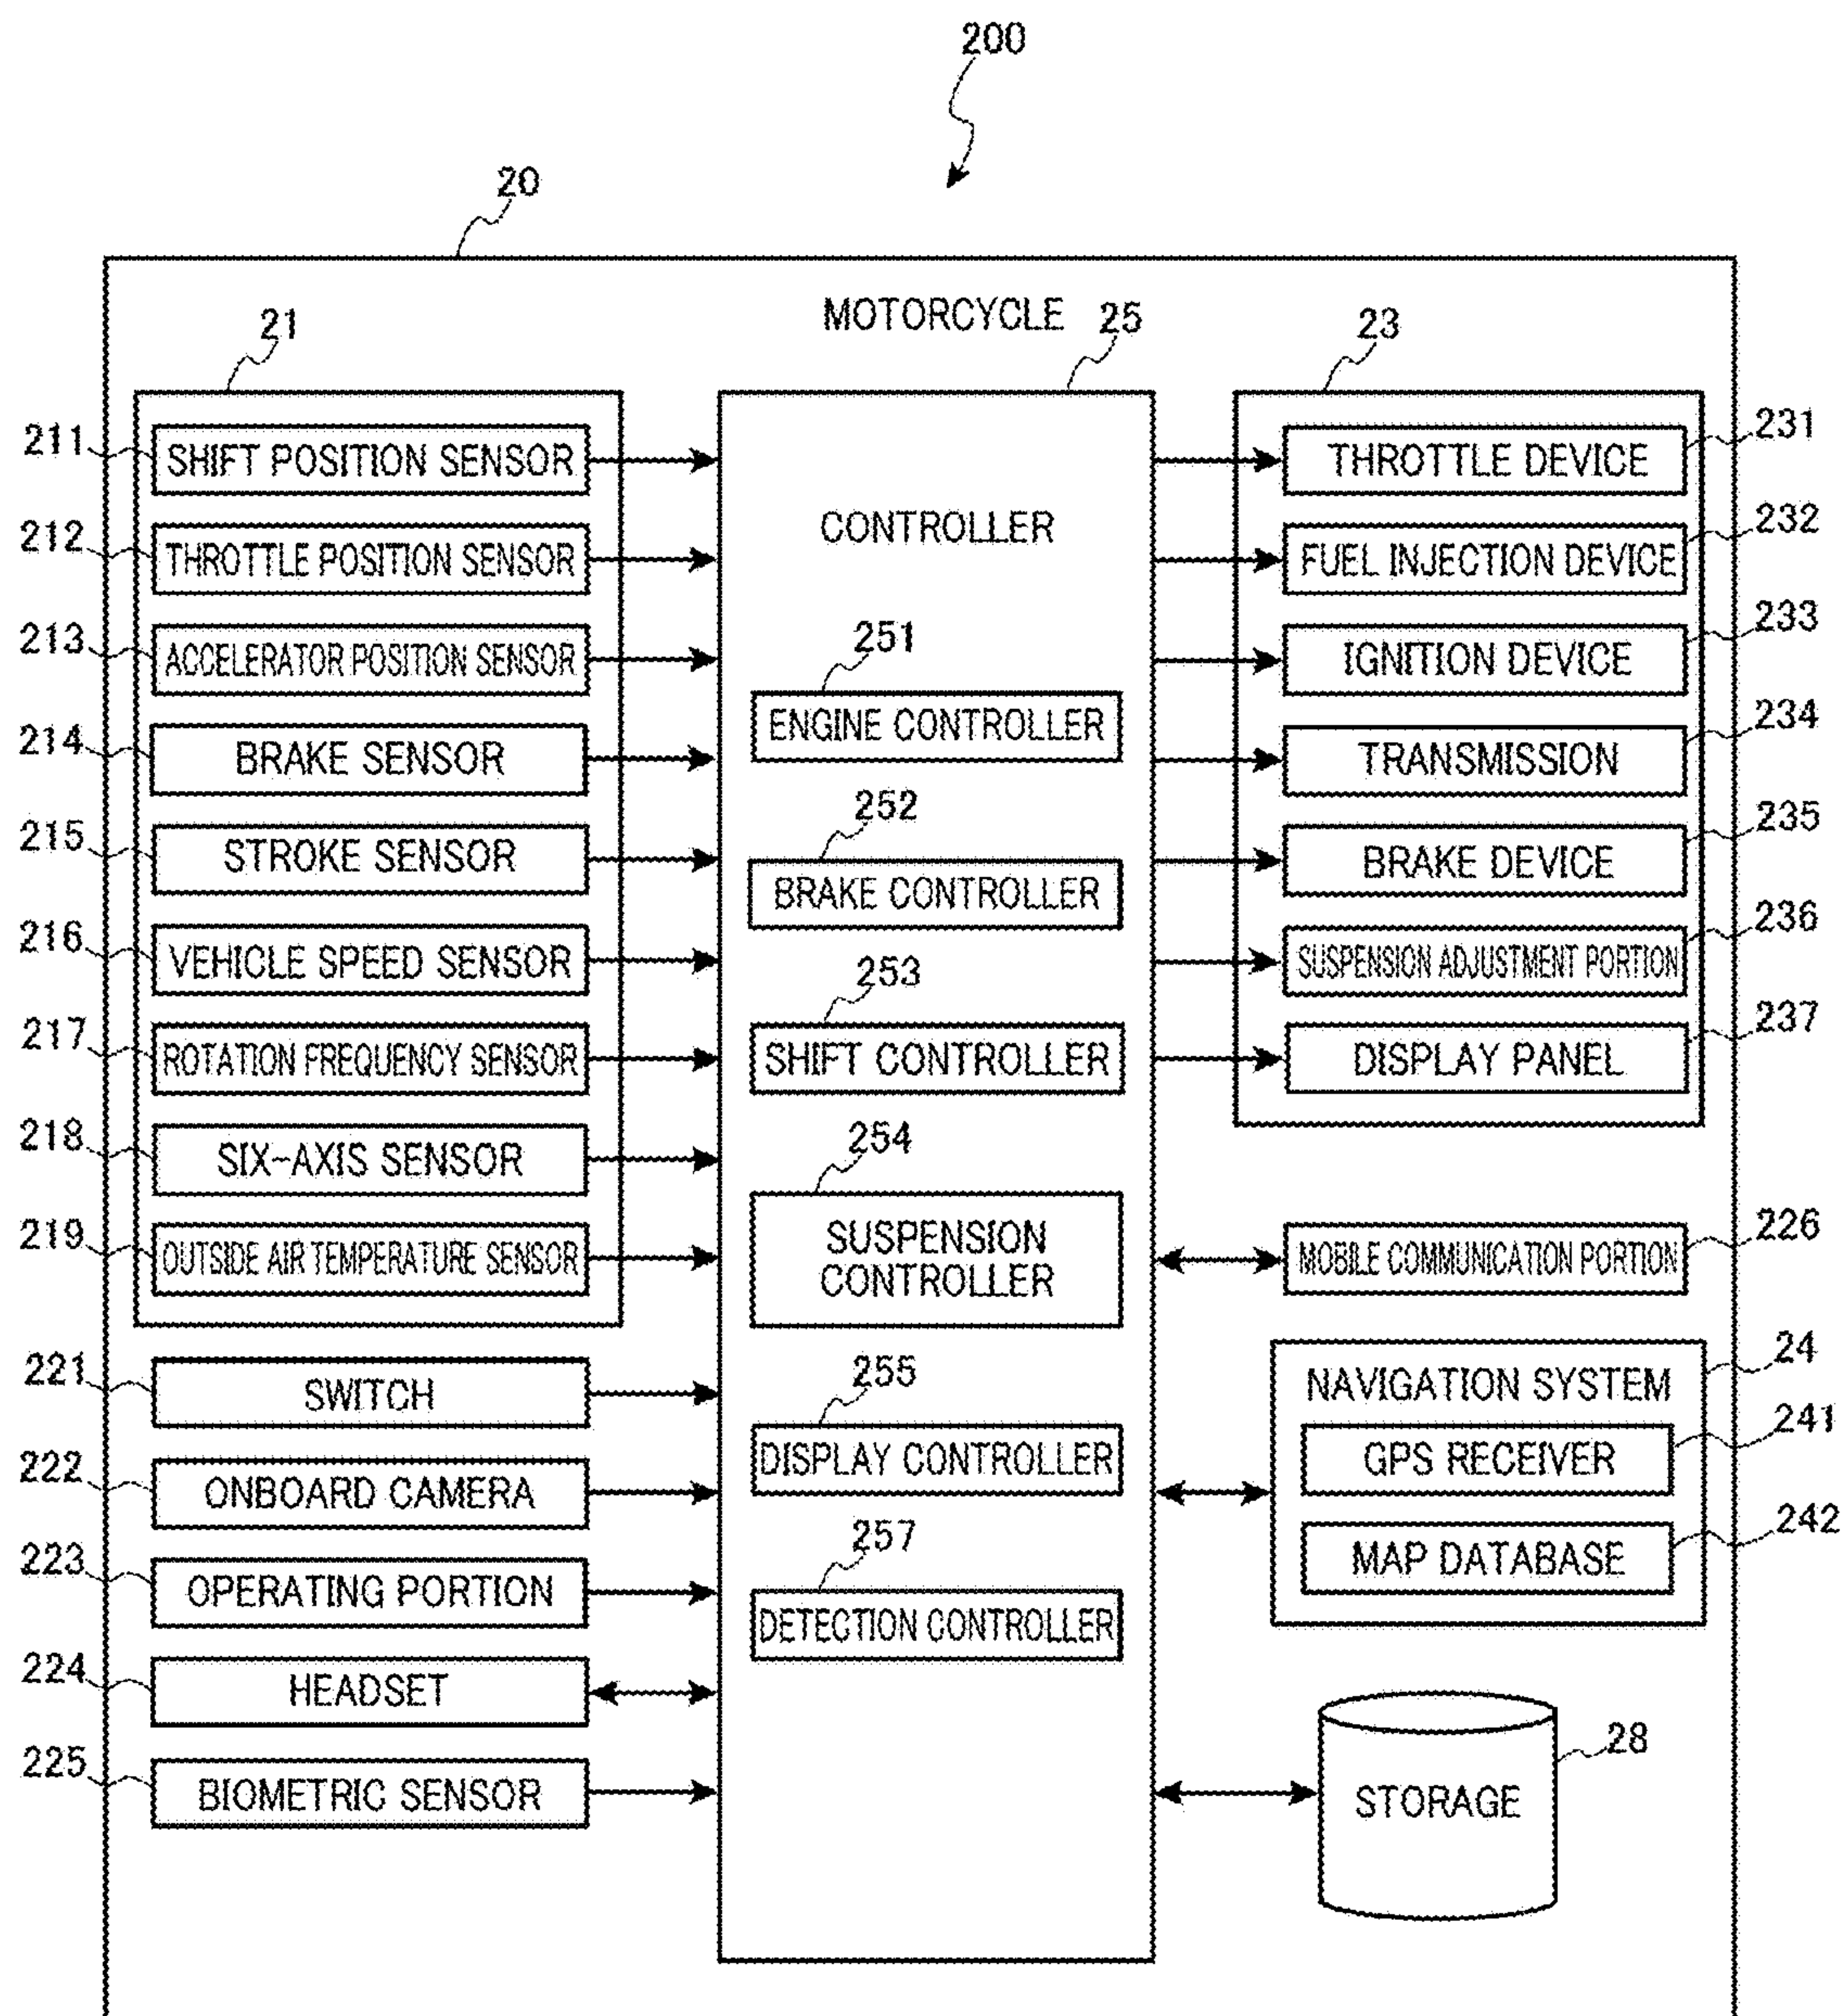 200
20
MOTORCYCLE
21
25
23
211
SHIFT POSITION SENSOR
212
THROTTLE POSITION SENSOR
213
ACCELERATOR POSITION SENSOR
214
BRAKE SENSOR
215
STROKE SENSOR
216
VEHICLE SPEED SENSOR
217
ROTATION FREQUENCY SENSOR
218
SIX-AXIS SENSOR
219
OUTSIDE AIR TEMPERATURE SENSOR
221
SWITCH
222
ONBOARD CAMERA
223
OPERATING PORTION
224
HEADSET
225
BIOMETRIC SENSOR
CONTROLLER
251
ENGINE CONTROLLER
252
BRAKE CONTROLLER
253
SHIFT CONTROLLER
254
SUSPENSION
CONTROLLER
255
DISPLAY CONTROLLER
257
DETECTION CONTROLLER
THROTTLE DEVICE
231
FUEL INJECTION DEVICE
232
IGNITION DEVICE
233
TRANSMISSION
234
BRAKE DEVICE
235
SUSPENSION ADJUSTMENT PORTION
236
DISPLAY PANEL
237
MOBILE COMMUNICATION PORTION
226
24
NAVIGATION SYSTEM
GPS RECEIVER
241
MAP DATABASE
242
28
STORAGE